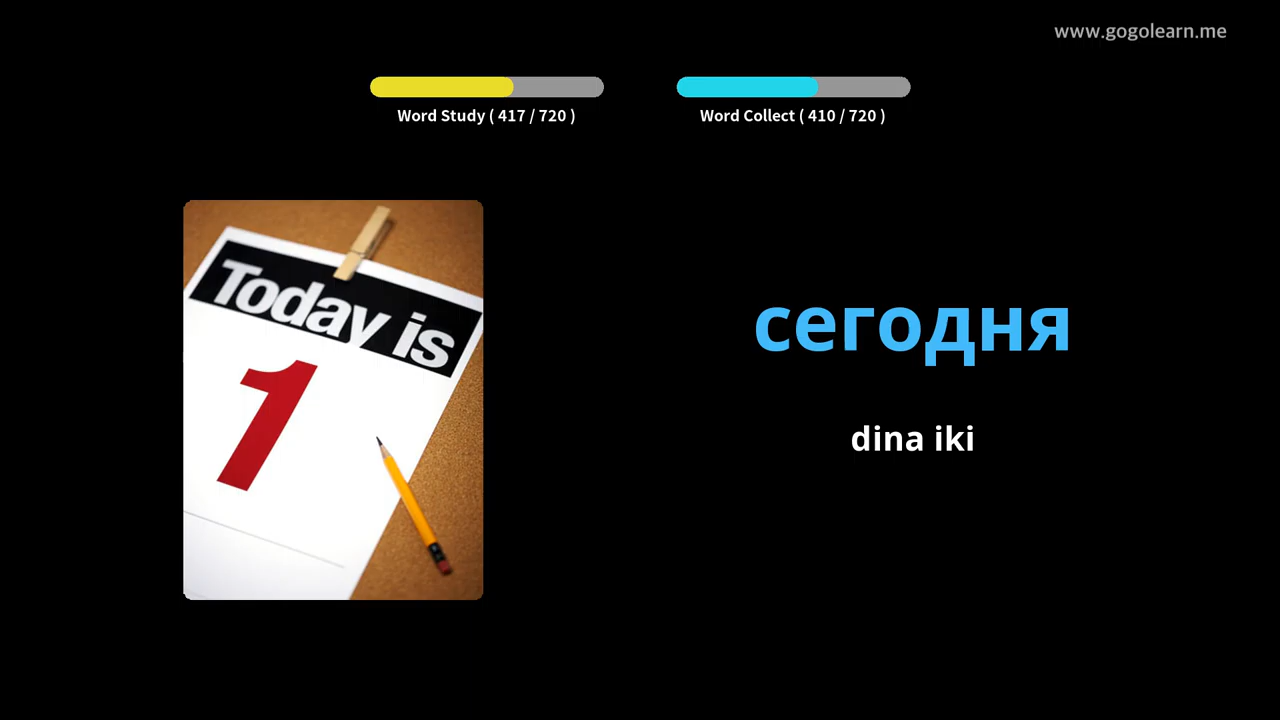 www.gogolearn.me
Word Study ( 417 / 720 )
Word Collect ( 410 / 720 )
Today is
1
сегодня
dina iki